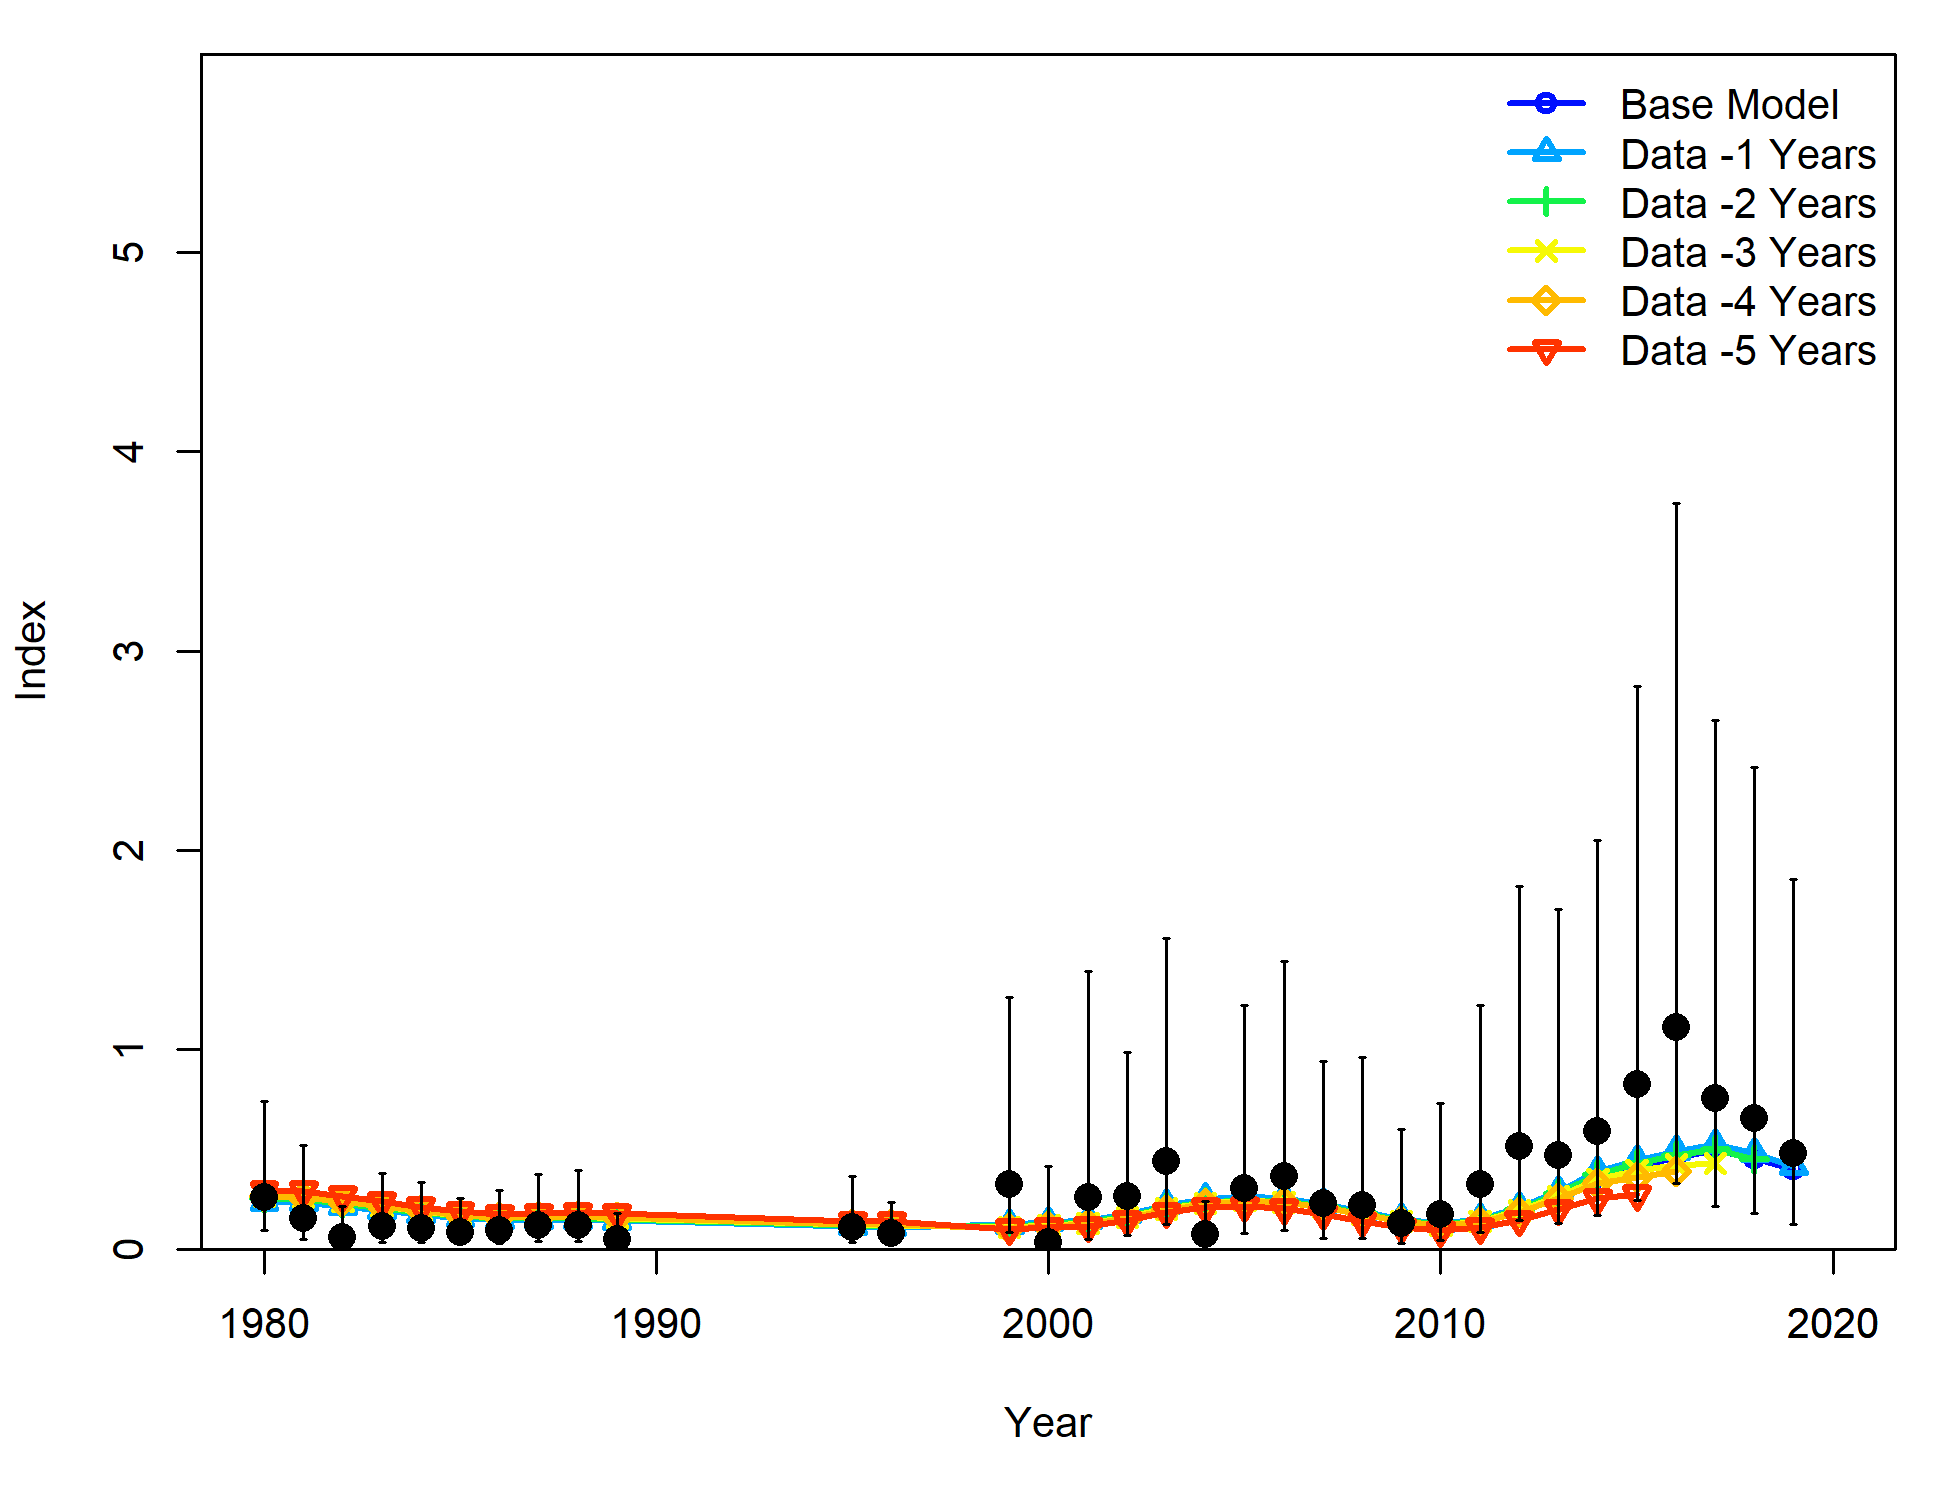 Base Model
Data -1 Years
Data -2 Years
Data -3 Years
Data -4 Years
Data -5 Years
5
4
3
2
1
0
Index
1980 1990 2000 2010 2020
Year